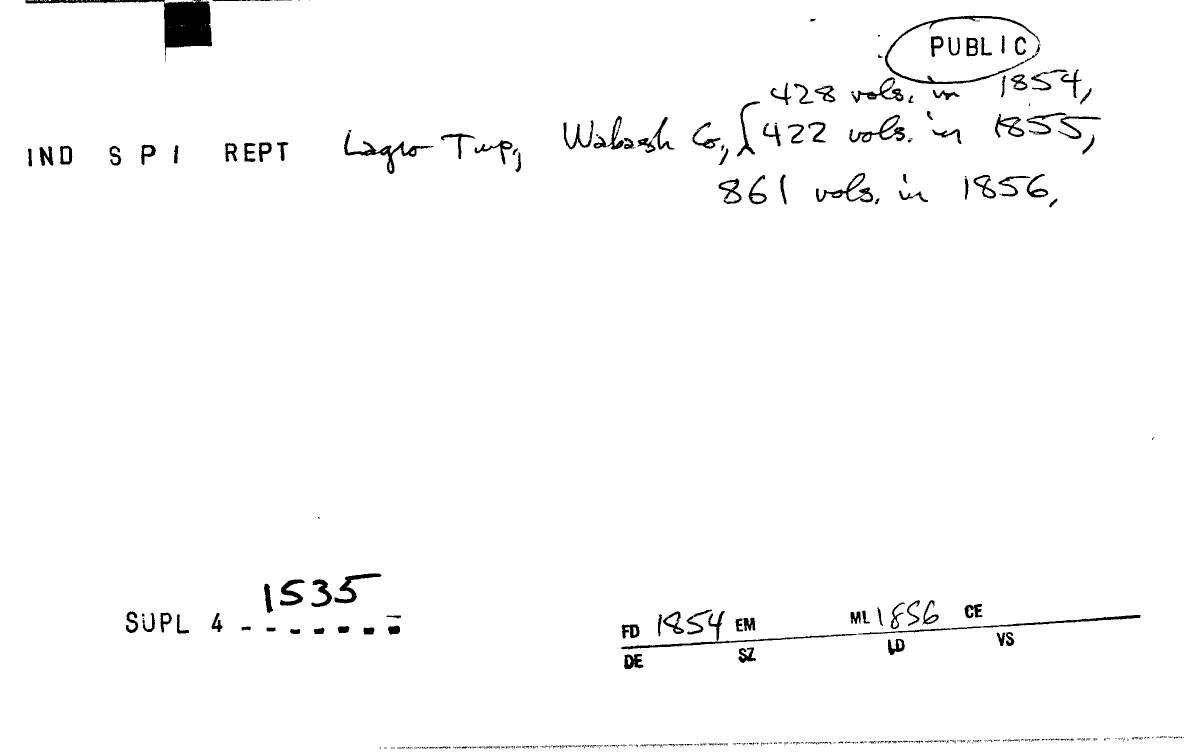 PUBLIC
428 vols. in 1854,
IND S P I REPT Lagro Twp, Wabash Co, 422 vols. in 1855,
861 vols. in 1856,
1535
SUPL 4 - - - - - - -
FD 1854 EM ML 1856 CE
DE SZ LD VS